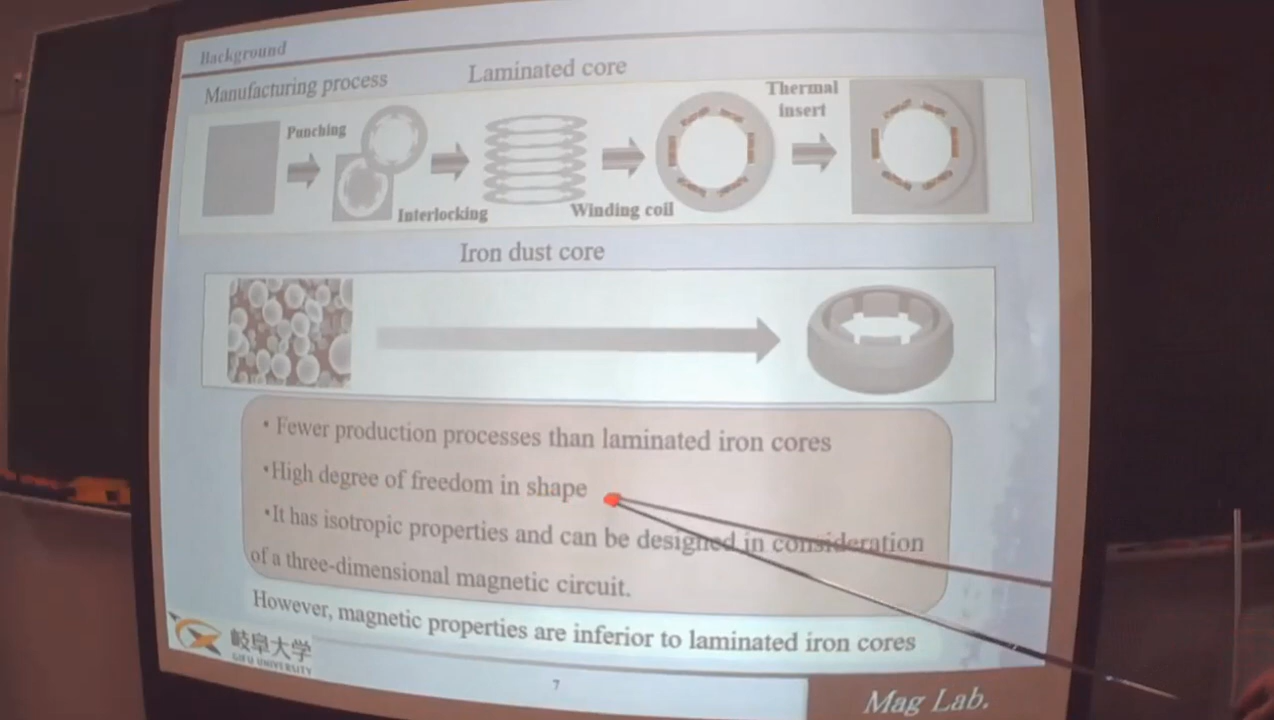 Background
Manufacturing process
Laminated core
Punching
Interlocking
Winding coil
Thermal
insert
Iron dust core
• Fewer production processes than laminated iron cores
•High degree of freedom in shape
•It has isotropic properties and can be designed in consideration
of a three-dimensional magnetic circuit.
However, magnetic properties are inferior to laminated iron cores
岐阜大学
GIFU UNIVERSITY
7
Mag Lab.